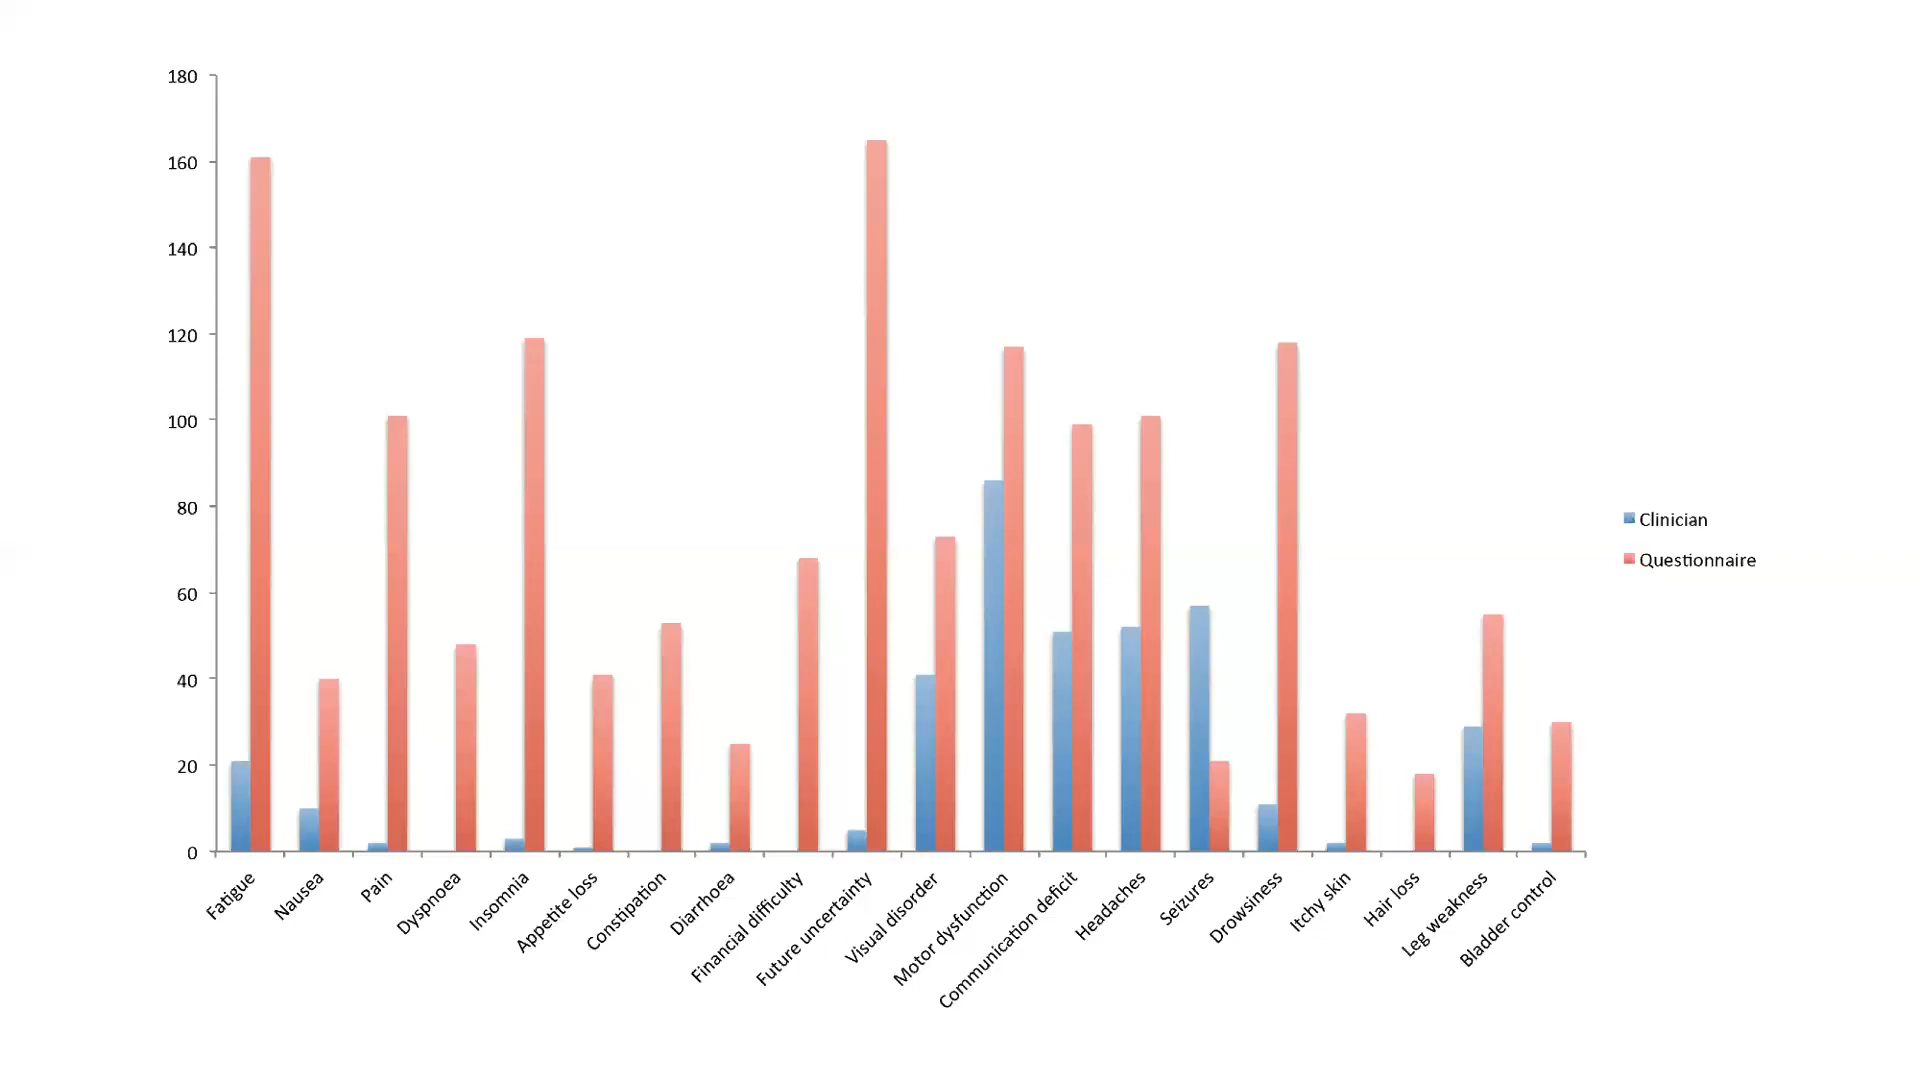 180
160
140
120
100
80
60
40
20
0
Fatigue
Nausea
Pain
Dyspnoea
Insomnia
Appetite loss
Constipation
Diarrhoea
Financial difficulty
Future uncertainty
Visual disorder
Motor dysfunction
Communication deficit
Headaches
Seizures
Drowsiness
Itchy skin
Hair loss
Leg weakness
Bladder control
Clinician
Questionnaire